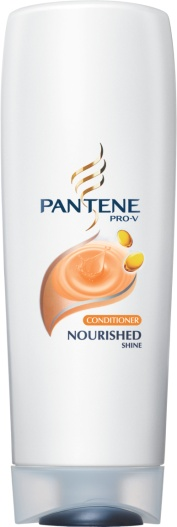 PANTENE
PRO-V
CONDITIONER
NOURISHED
SHINE